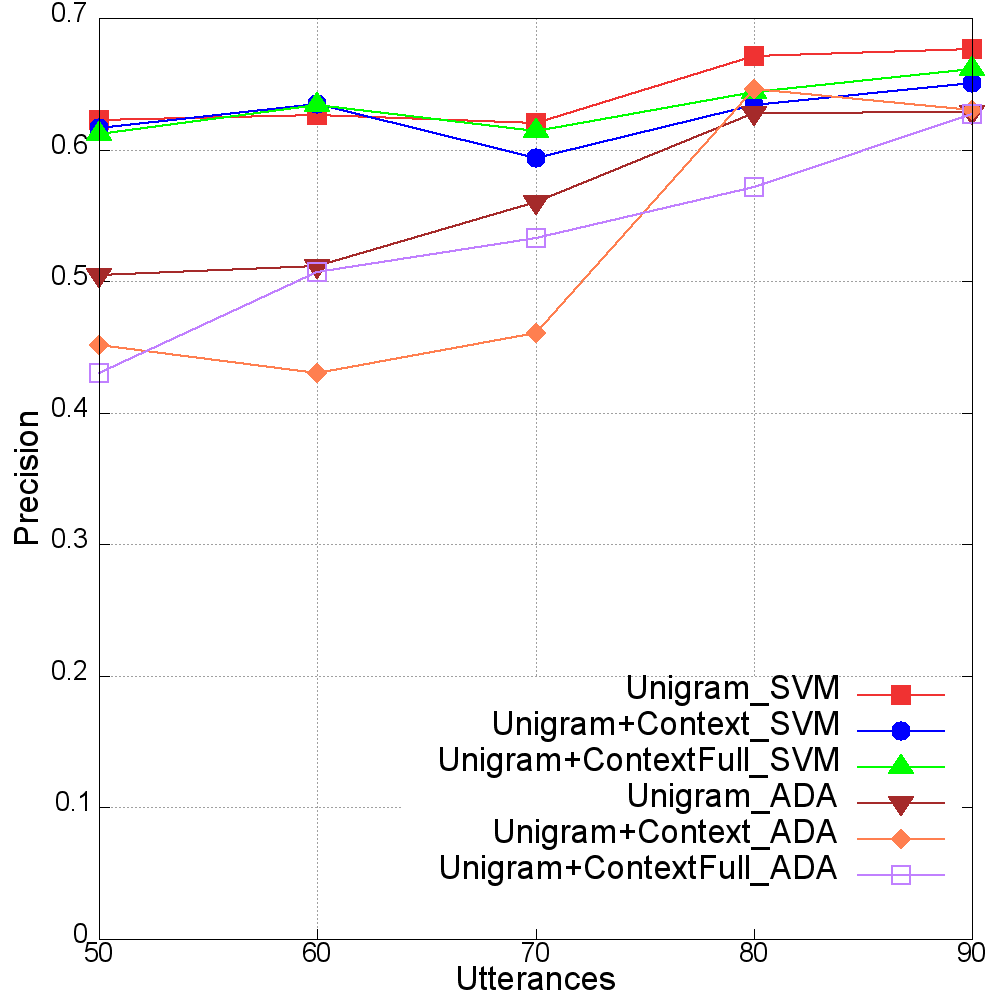 0.7
0.6
0.5
0.4
0.3
0.2
0.1
0
Precision
Unigram_SVM
Unigram+Context_SVM
Unigram+ContextFull_SVM
Unigram_ADA
Unigram+Context_ADA
Unigram+ContextFull_ADA
50 60 70 80 90
Utterances